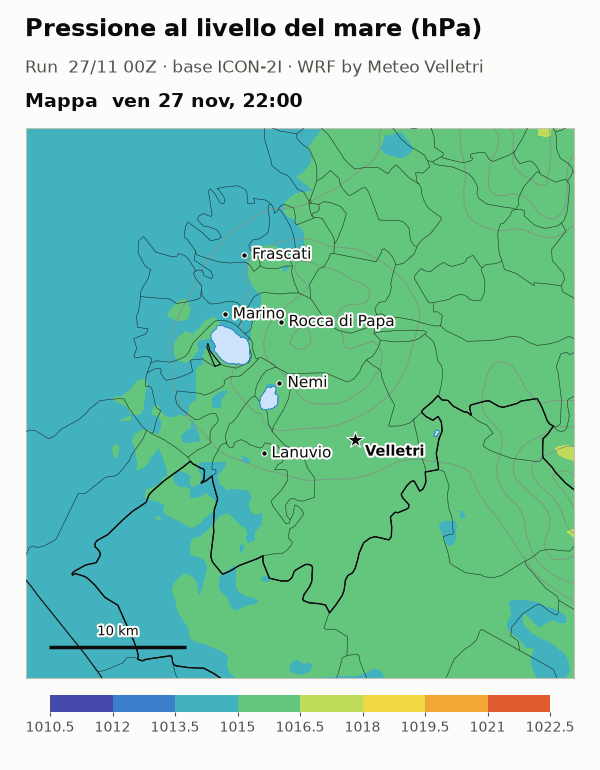 Pressione al livello del mare (hPa)
Run  27/11 00Z · base ICON-2I · WRF by Meteo Velletri
Mappa  ven 27 nov, 22:00
Frascati
Marino
Rocca di Papa
Nemi
Velletri
Lanuvio
10 km
1010.5 1012 1013.5 1015 1016.5 1018 1019.5 1021 1022.5